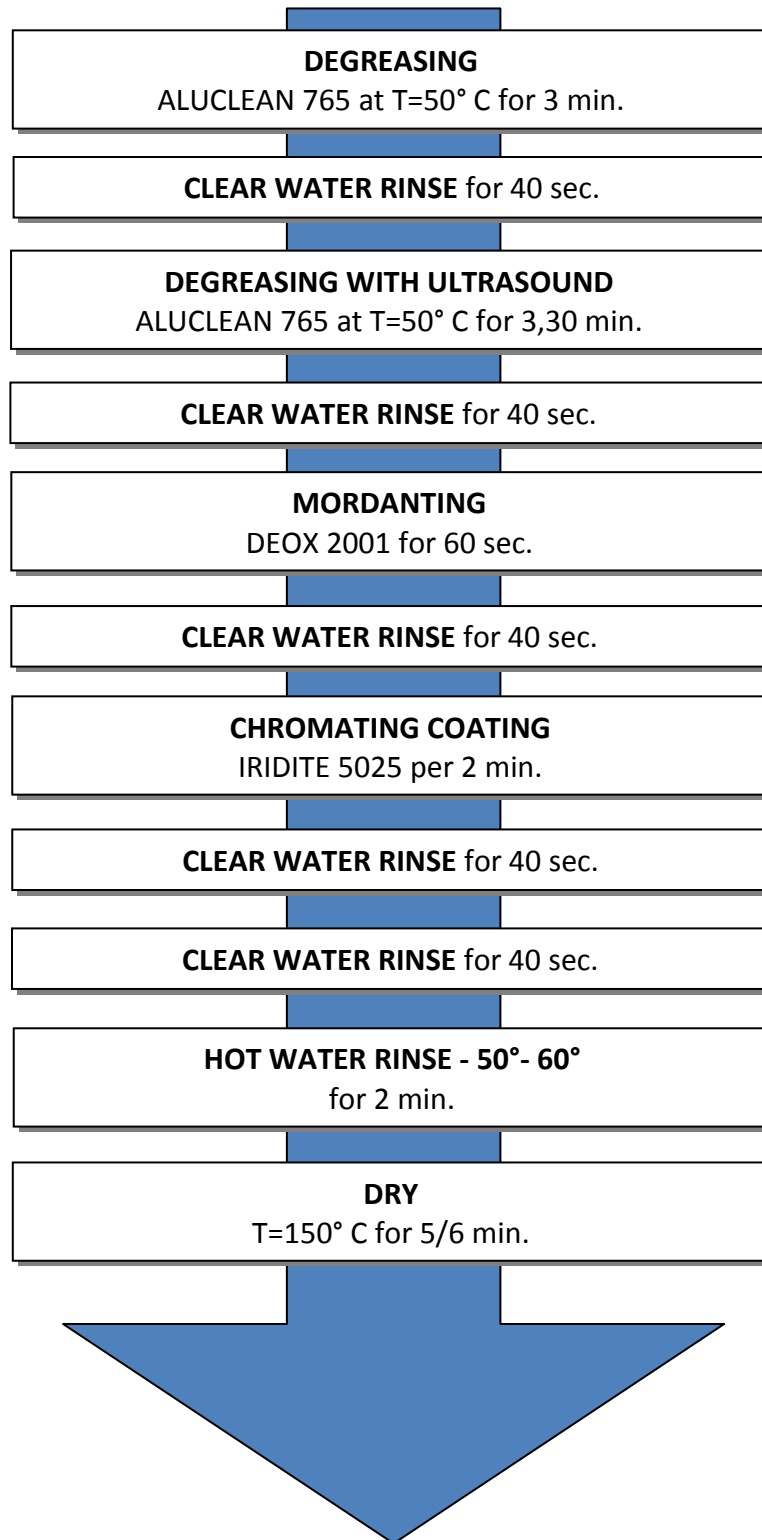 DEGREASING
ALUCLEAN 765 at T=50° C for 3 min.
CLEAR WATER RINSE for 40 sec.
DEGREASING WITH ULTRASOUND
ALUCLEAN 765 at T=50° C for 3,30 min.
CLEAR WATER RINSE for 40 sec.
MORDANTING
DEOX 2001 for 60 sec.
CLEAR WATER RINSE for 40 sec.
CHROMATING COATING
IRIDITE 5025 per 2 min.
CLEAR WATER RINSE for 40 sec.
CLEAR WATER RINSE for 40 sec.
HOT WATER RINSE - 50°- 60°
for 2 min.
DRY
T=150° C for 5/6 min.